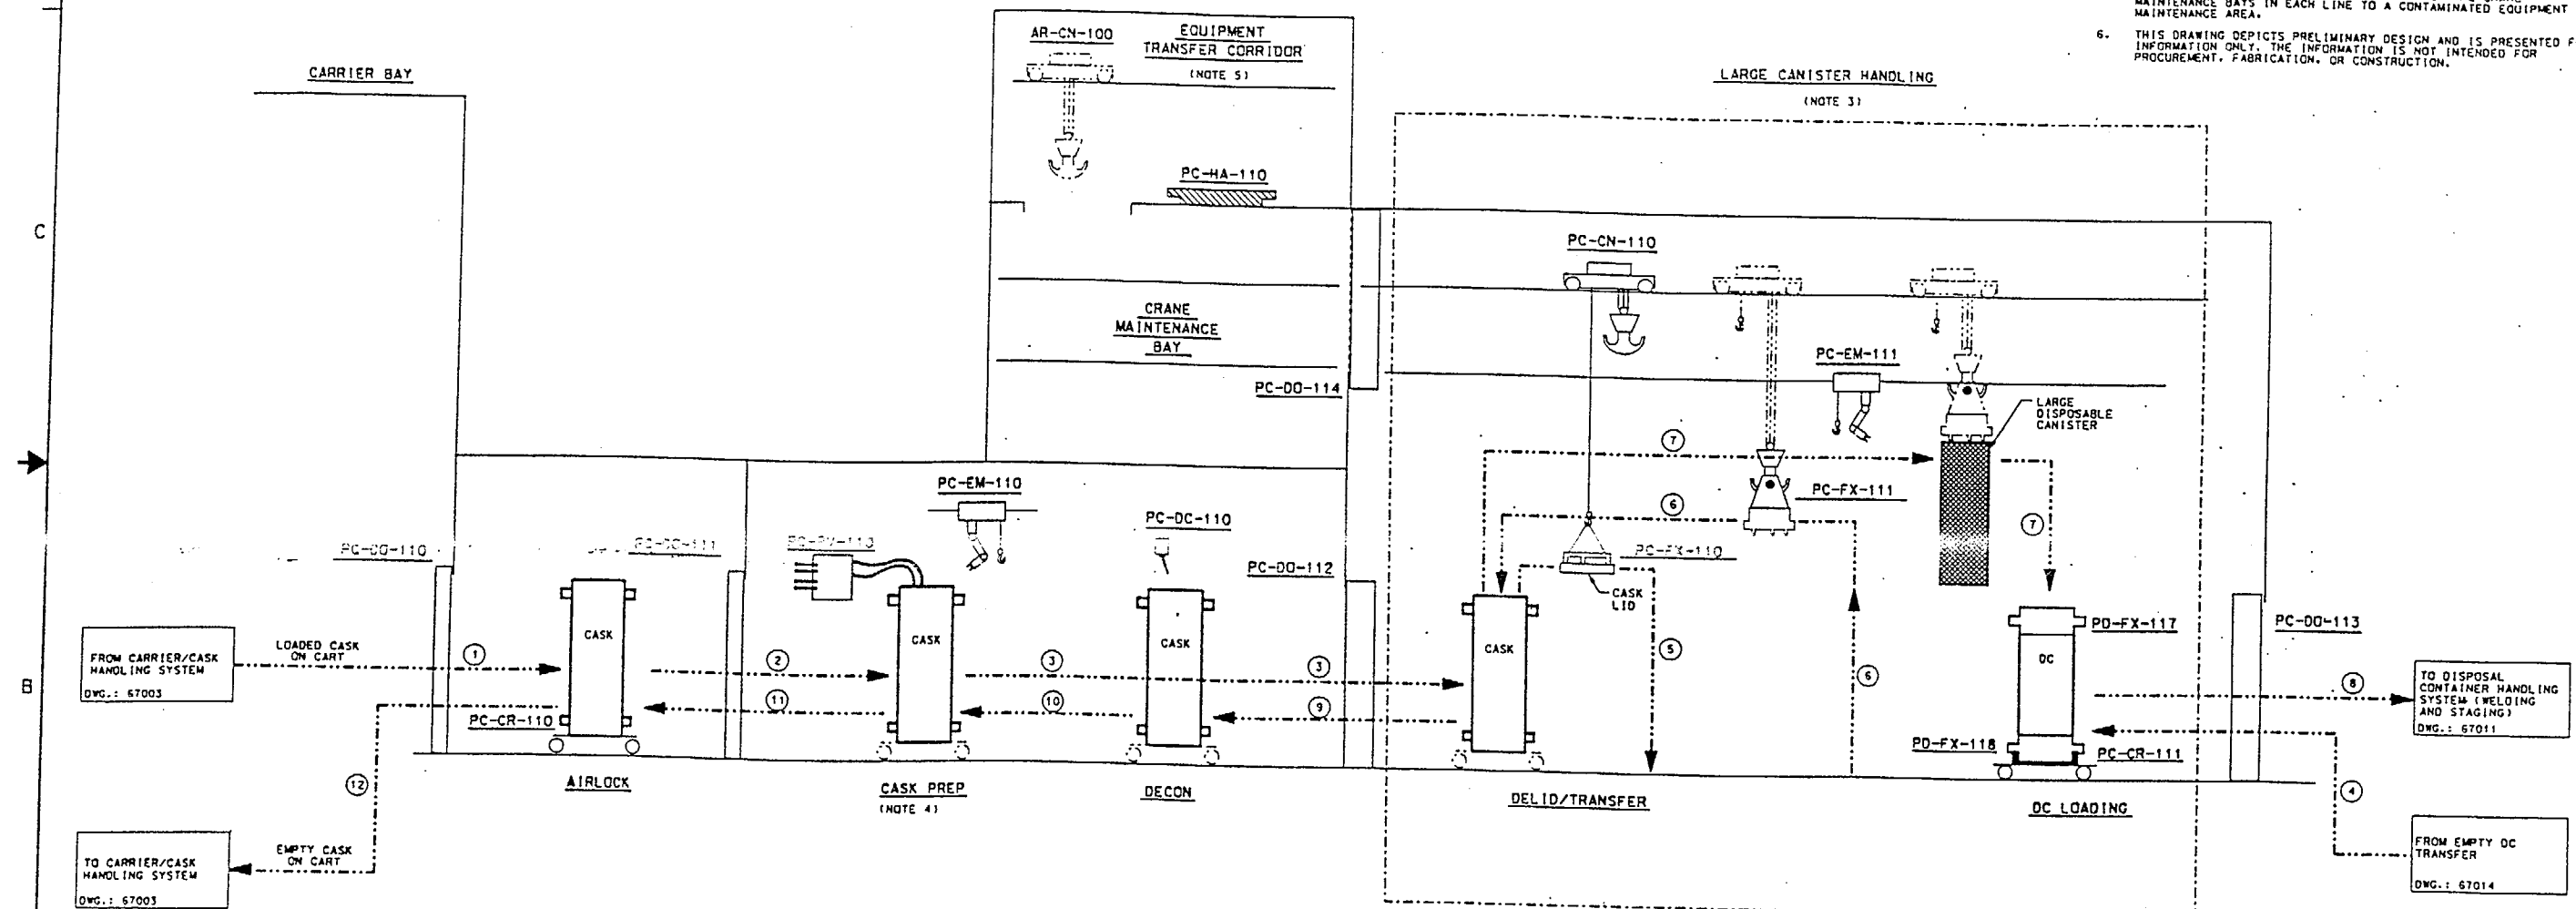 MAINTENANCE BAYS IN EACH LINE TO A CONTAMINATED EQUIPMENT
MAINTENANCE AREA.
6. THIS DRAWING DEPICTS PRELIMINARY DESIGN AND IS PRESENTED F
INFORMATION ONLY. THE INFORMATION IS NOT INTENDED FOR
PROCUREMENT, FABRICATION, OR CONSTRUCTION.
CARRIER BAY
AR-CN-100
EQUIPMENT
TRANSFER CORRIDOR
(NOTE 5)
LARGE CANISTER HANDLING
(NOTE 3)
PC-HA-110
C
PC-CN-110
CRANE
MAINTENANCE
BAY
PC-EM-111
PC-DO-114
LARGE
DISPOSABLE
CANISTER
7
PC-EM-110
PC-FX-111
PC-DC-110
6
7
PC-DO-110
PC-DO-111
PC-PV-110
PC-FX-110
PC-DO-112
CASK
LID
CASK
CASK
CASK
CASK
PD-FX-117
PC-DO-113
DC
FROM CARRIER/CASK
HANDLING SYSTEM
DWG.: 67003
LOADED CASK
ON CART
1
2
3
3
5
6
8
B
TO DISPOSAL
CONTAINER HANDLING
SYSTEM (WELDING
AND STAGING)
DWG.: 67011
PC-CR-110
11
10
9
PD-FX-118
PC-CR-111
12
AIRLOCK
CASK PREP
(NOTE 4)
DECON
DELID/TRANSFER
DC LOADING
4
TO CARRIER/CASK
HANDLING SYSTEM
DWG.: 67003
EMPTY CASK
ON CART
FROM EMPTY DC
TRANSFER
DWG.: 67014